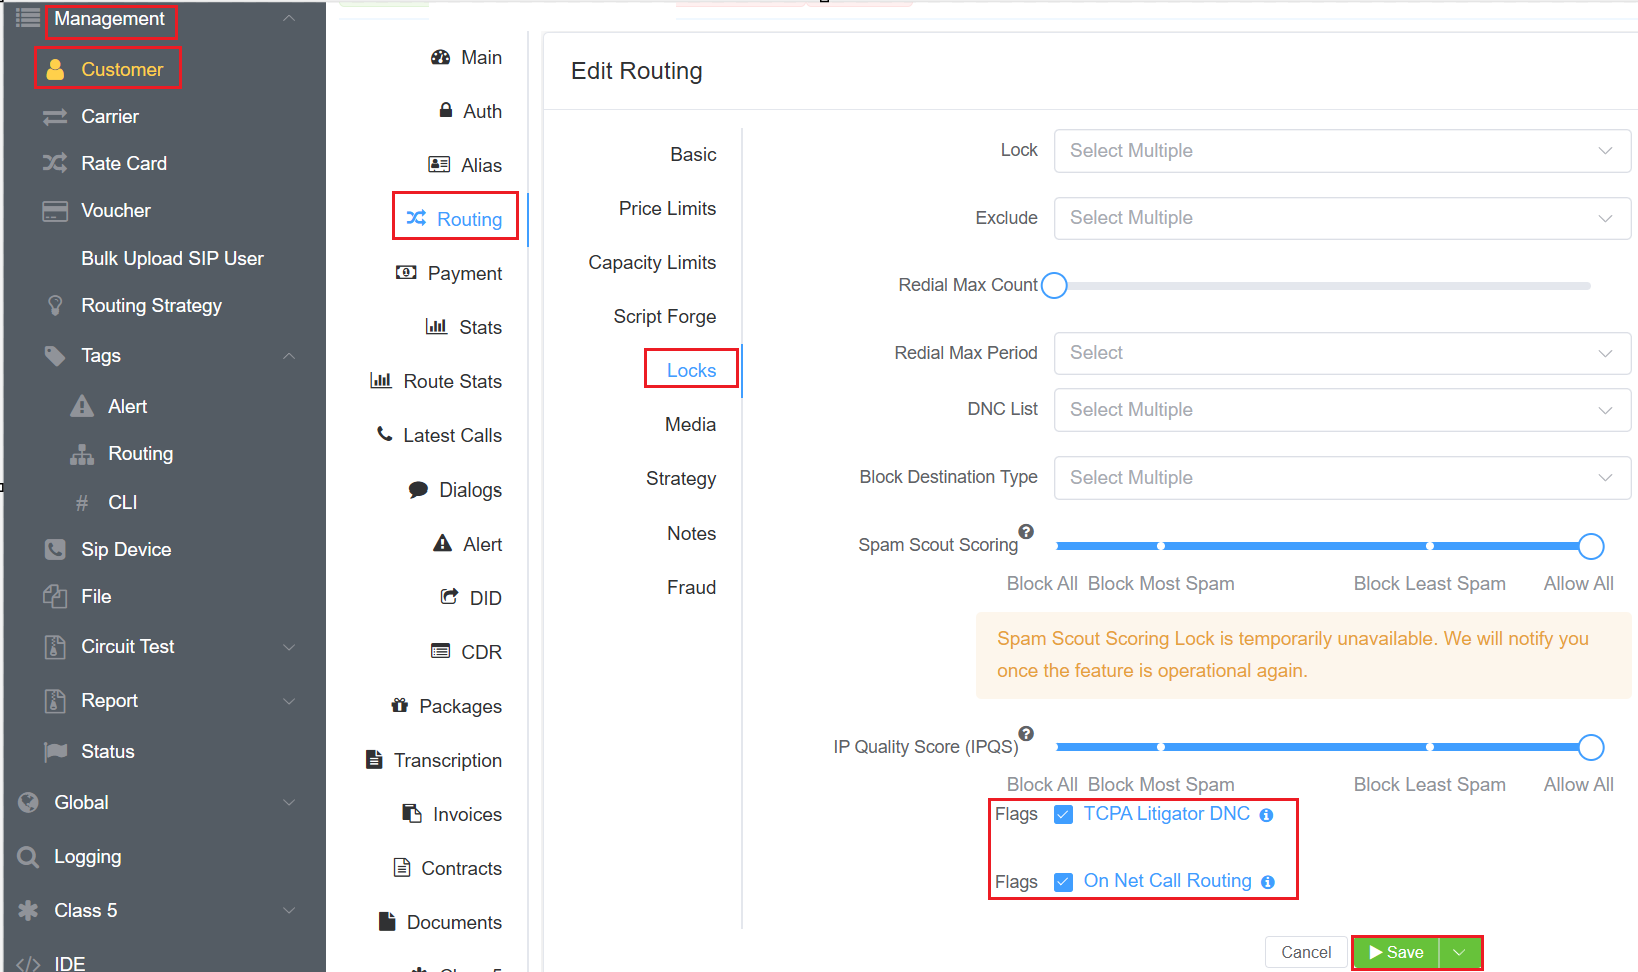 Management
Customer
Carrier
Rate Card
Voucher
Bulk Upload SIP User
Routing Strategy
Tags
Alert
Routing
# CLI
Sip Device
File
Circuit Test
Report
Status
Global
Logging
Class 5
</> IDE
Main
Auth
Alias
Routing
Payment
Stats
Route Stats
Latest Calls
Dialogs
Alert
DID
CDR
Packages
Transcription
Invoices
Contracts
Documents
Class 5
Edit Routing
Basic
Price Limits
Capacity Limits
Script Forge
Locks
Media
Strategy
Notes
Fraud
Lock Select Multiple
Exclude Select Multiple
Redial Max Count
Redial Max Period Select
DNC List Select Multiple
Block Destination Type Select Multiple
Spam Scout Scoring ?
Block All Block Most Spam Block Least Spam Allow All
Spam Scout Scoring Lock is temporarily unavailable. We will notify you
once the feature is operational again.
IP Quality Score (IPQS) ?
Block All Block Most Spam Block Least Spam Allow All
Flags TCPA Litigator DNC
Flags On Net Call Routing
Cancel Save